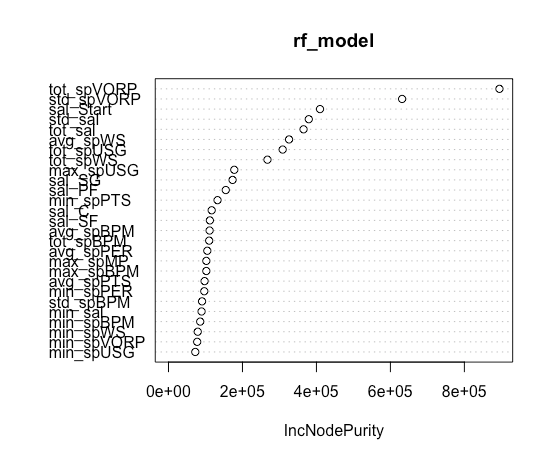 rf_model
tot_spVORP
std_spVORP
sal_Start
std_sal
tot_sal
avg_spWS
tot_spUSG
tot_spWS
max_spUSG
sal_SG
sal_PF
min_spPTS
sal_C
sal_SF
avg_spBPM
tot_spBPM
avg_spPER
max_spMP
max_spBPM
avg_spPTS
min_spPER
std_spBPM
min_sal
min_spBPM
min_spWS
min_spVORP
min_spUSG
0e+00 2e+05 4e+05 6e+05 8e+05
IncNodePurity